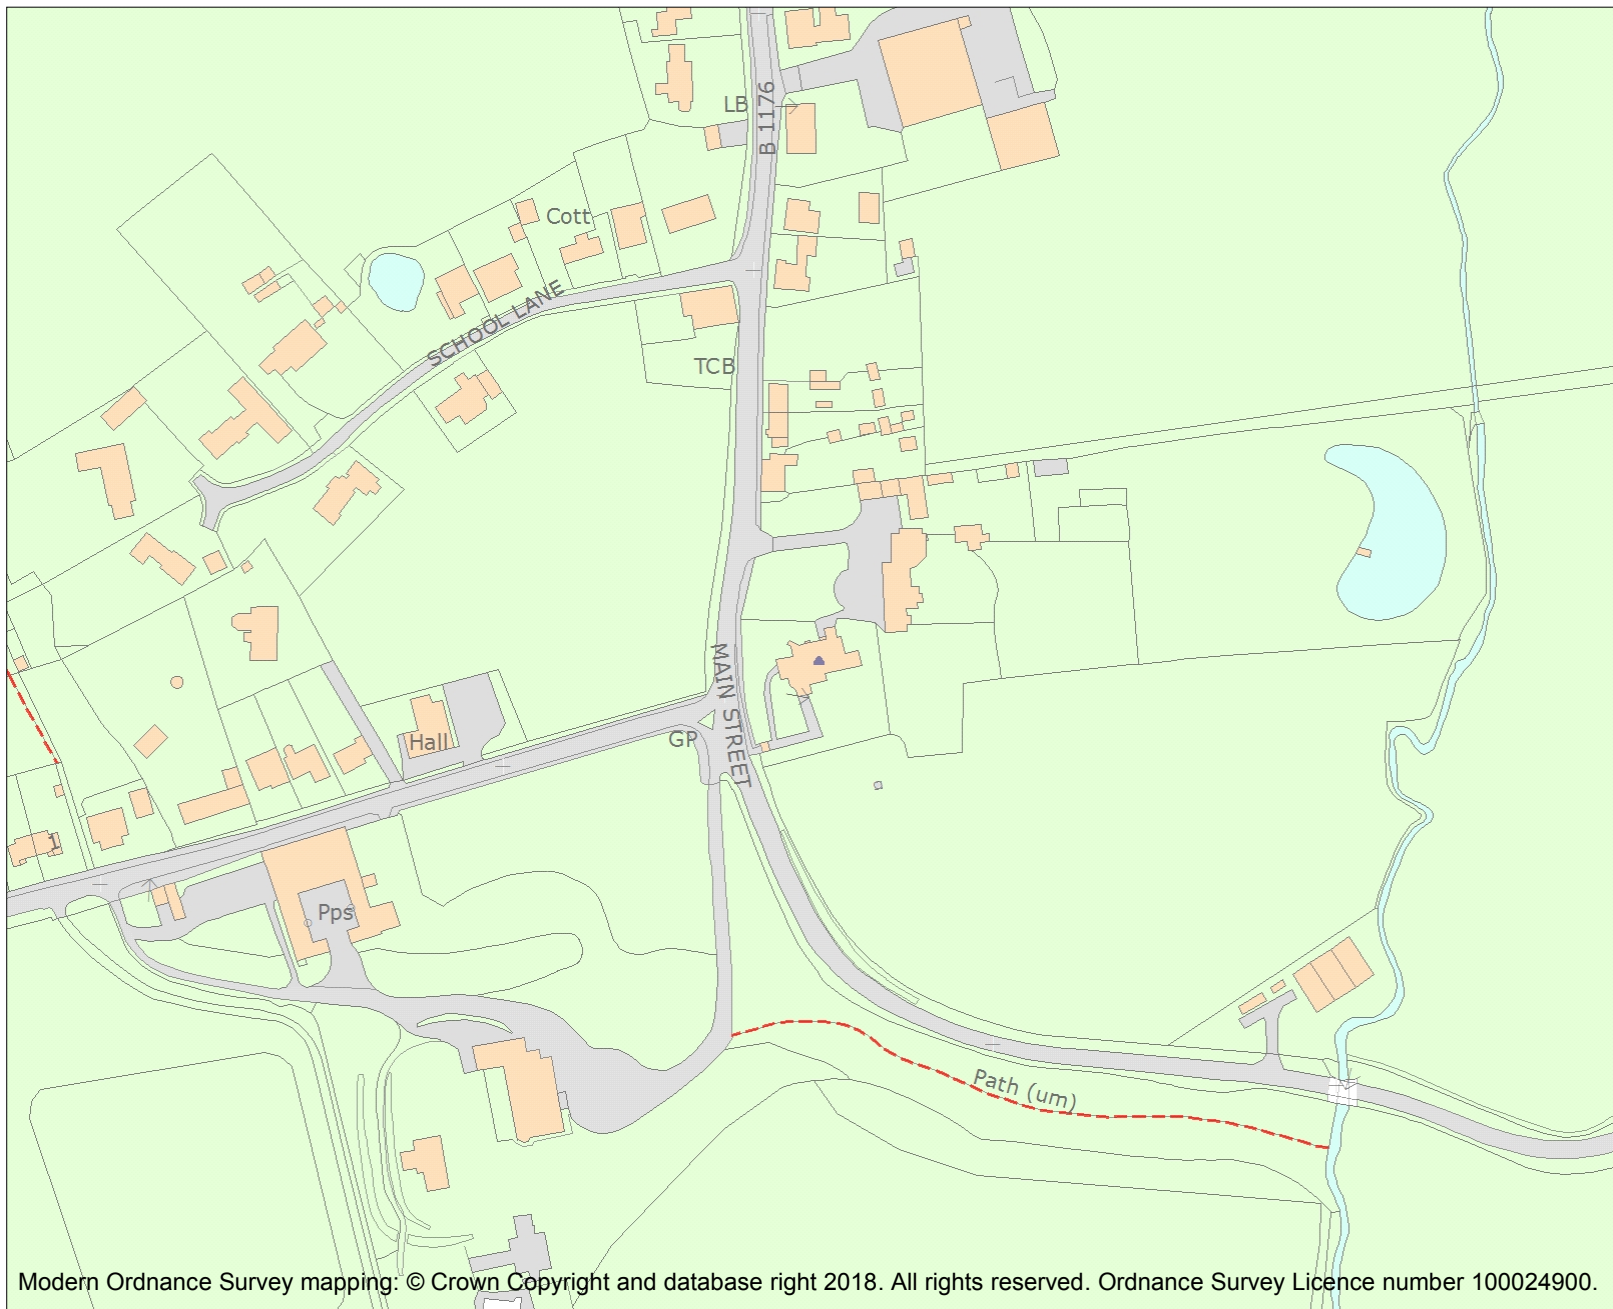 LB
B 1176
Cott
SCHOOL LANE
TCB
MAIN STREET
GP
Hall
1
Pps
Path (um)
Modern Ordnance Survey mapping: © Crown Copyright and database right 2018. All rights reserved. Ordnance Survey Licence number 100024900.